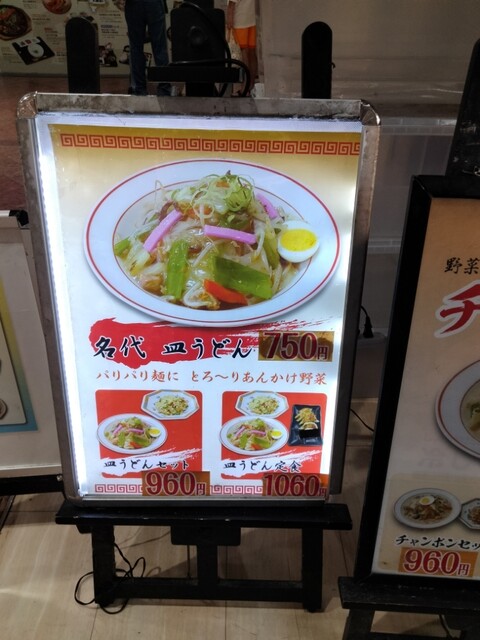 名代 皿うどん 750円
パリパリ麺に とろ～りあんかけ野菜
皿うどんセット
960円
皿うどん定食
1060円
野菜
チ
チャンポンセッ
960円